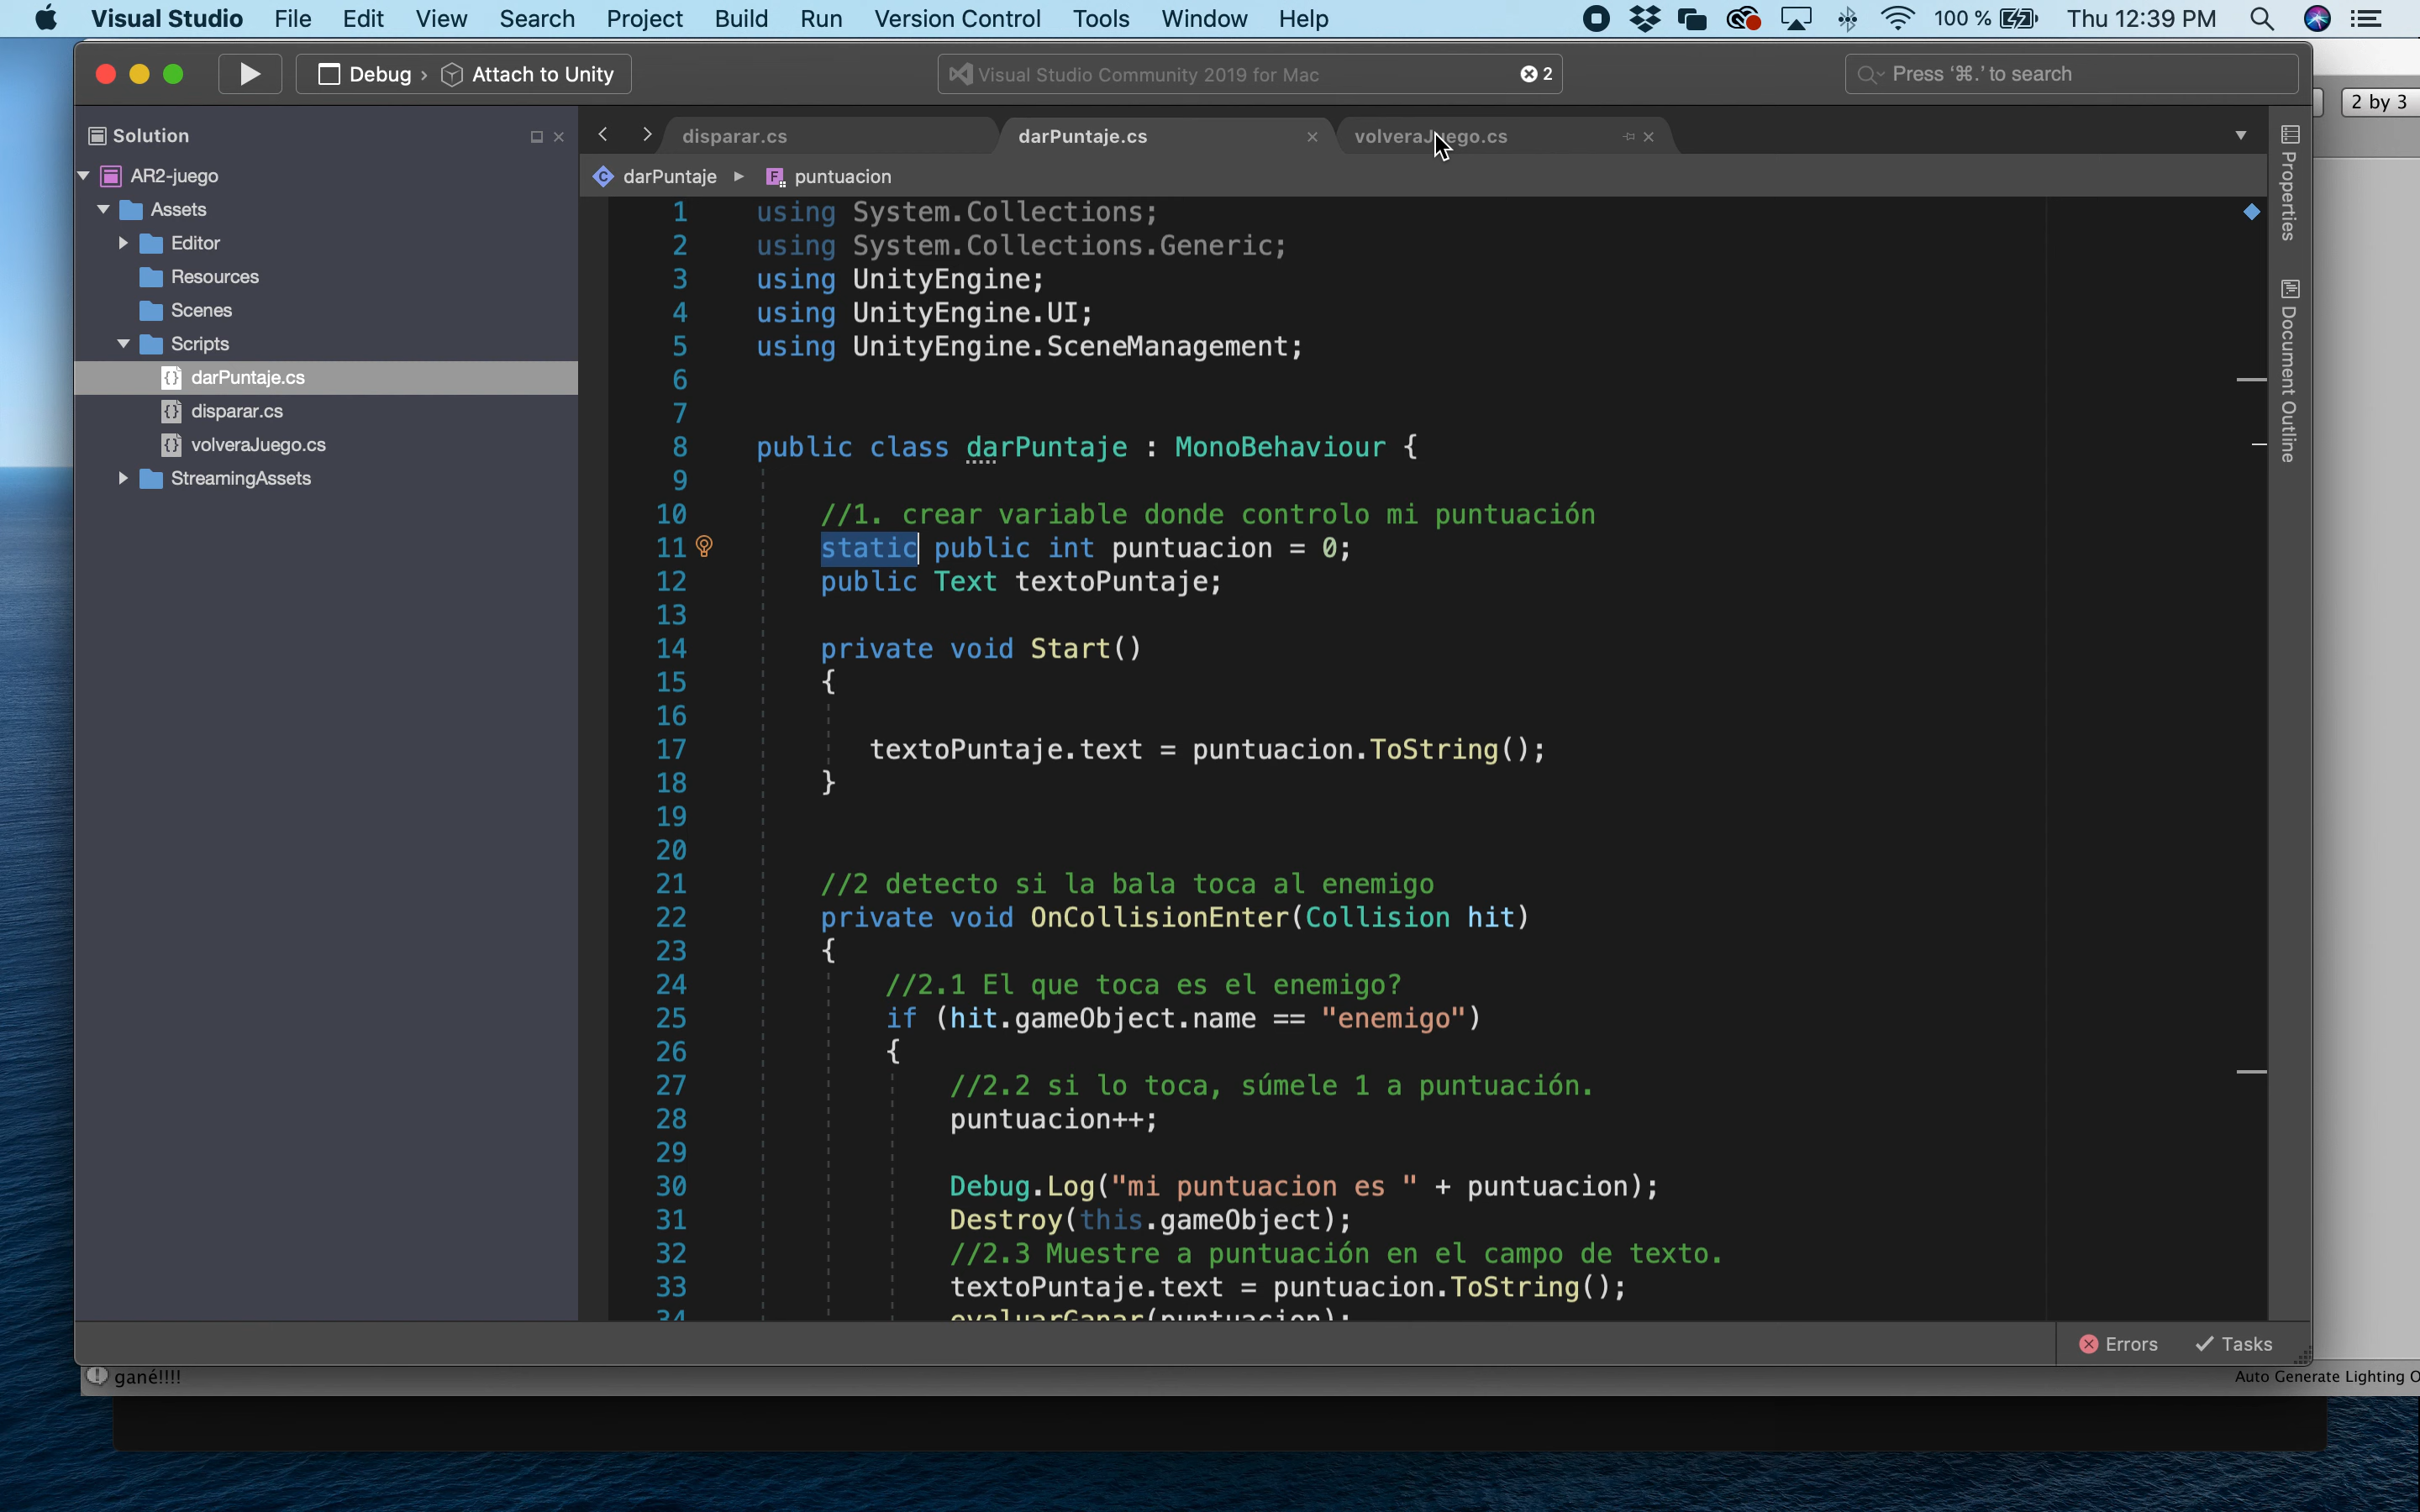 Visual Studio File Edit View Search Project Build Run Version Control Tools Window Help 100 % Thu 12:39 PM
Debug › Attach to Unity Visual Studio Community 2019 for Mac 2 Press ‘⌘.’ to search
2 by 3
Solution
disparar.cs darPuntaje.cs volveraJuego.cs
darPuntaje puntuacion
AR2-juego
Assets
Editor
Resources
Scenes
Scripts
darPuntaje.cs
disparar.cs
volveraJuego.cs
StreamingAssets
1 using System.Collections;
2 using System.Collections.Generic;
3 using UnityEngine;
4 using UnityEngine.UI;
5 using UnityEngine.SceneManagement;
6
7
8 public class darPuntaje : MonoBehaviour {
9
10 //1. crear variable donde controlo mi puntuación
11 static public int puntuacion = 0;
12 public Text textoPuntaje;
13
14 private void Start()
15 {
16
17 textoPuntaje.text = puntuacion.ToString();
18 }
19
20
21 //2 detecto si la bala toca al enemigo
22 private void OnCollisionEnter(Collision hit)
23 {
24 //2.1 El que toca es el enemigo?
25 if (hit.gameObject.name == "enemigo")
26 {
27 //2.2 si lo toca, súmele 1 a puntuación.
28 puntuacion++;
29
30 Debug.Log("mi puntuacion es " + puntuacion);
31 Destroy(this.gameObject);
32 //2.3 Muestre a puntuación en el campo de texto.
33 textoPuntaje.text = puntuacion.ToString();
34 evaluarGanar(puntuacion);
Properties
Document Outline
Errors Tasks
gané!!!!
Auto Generate Lighting O